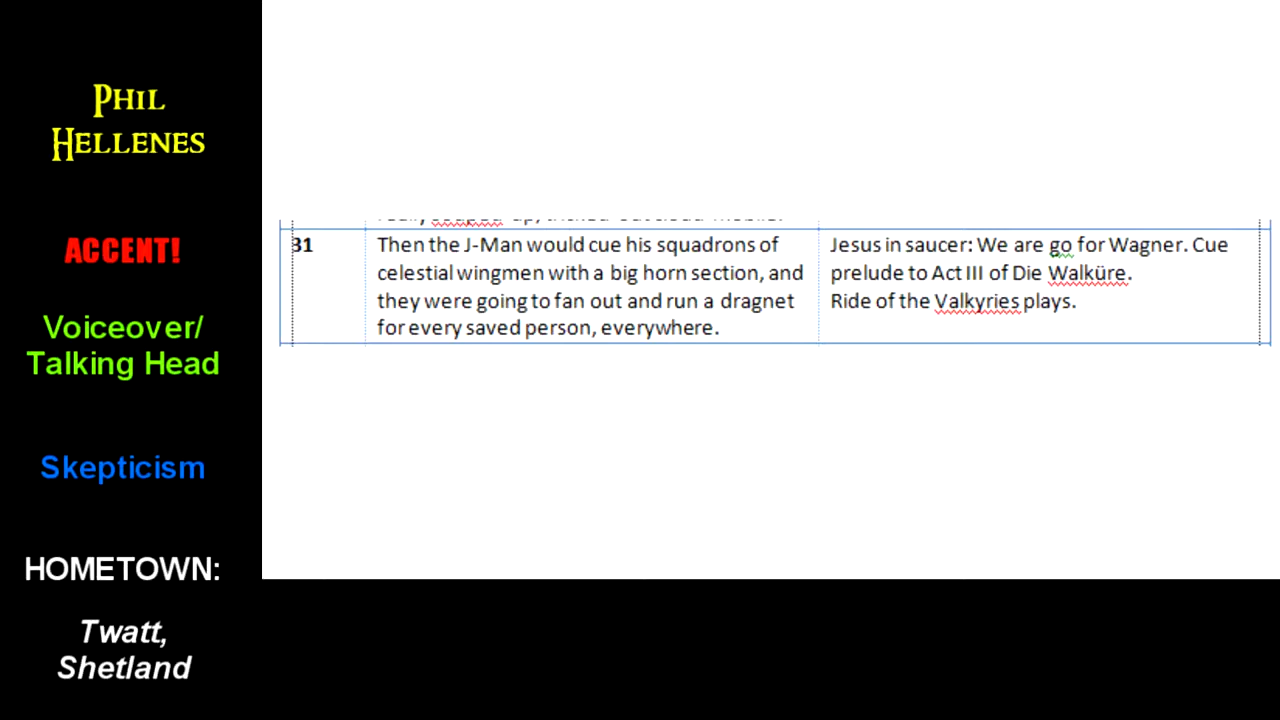 Phil
Hellenes
ACCENT!
Voiceover/
Talking Head
Skepticism
HOMETOWN:
Twatt,
Shetland
31
Then the J-Man would cue his squadrons of
celestial wingmen with a big horn section, and
they were going to fan out and run a dragnet
for every saved person, everywhere.
Jesus in saucer: We are go for Wagner. Cue
prelude to Act III of Die Walküre.
Ride of the Valkyries plays.